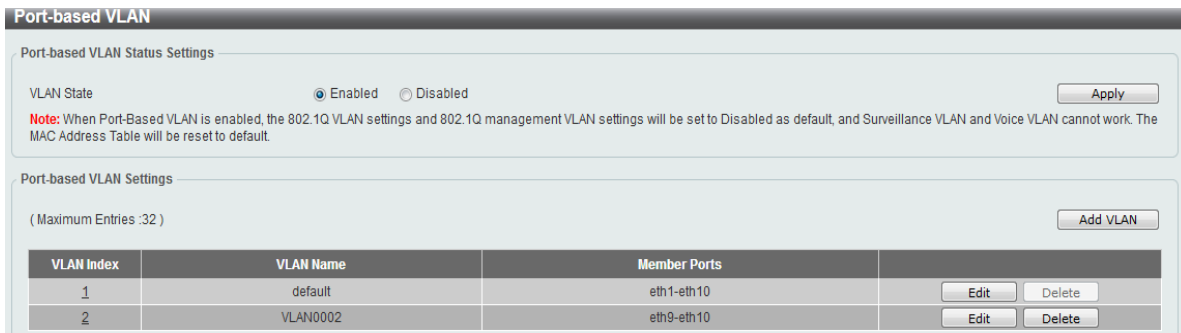 Port-based VLAN
Port-based VLAN Status Settings
VLAN State Enabled Disabled Apply
Note: When Port-Based VLAN is enabled, the 802.1Q VLAN settings and 802.1Q management VLAN settings will be set to Disabled as default, and Surveillance VLAN and Voice VLAN cannot work. The
MAC Address Table will be reset to default.
Port-based VLAN Settings
( Maximum Entries :32 ) Add VLAN
VLAN Index VLAN Name Member Ports
1 default eth1-eth10 Edit Delete
2 VLAN0002 eth9-eth10 Edit Delete